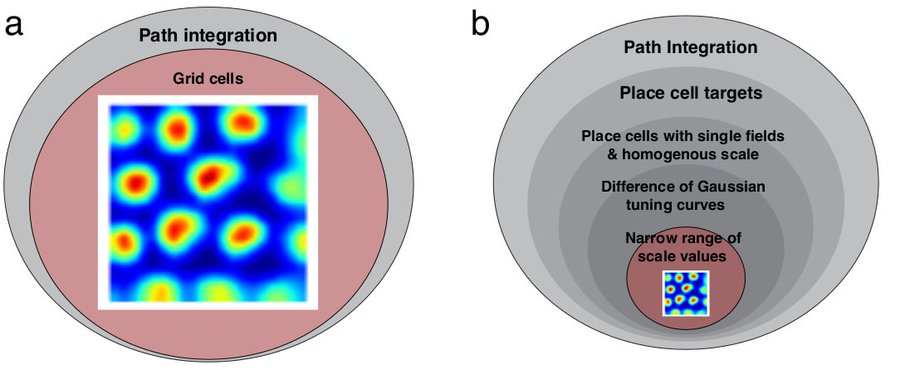 a
Path integration
Grid cells
b
Path Integration
Place cell targets
Place cells with single fields
& homogenous scale
Difference of Gaussian
tuning curves
Narrow range of
scale values